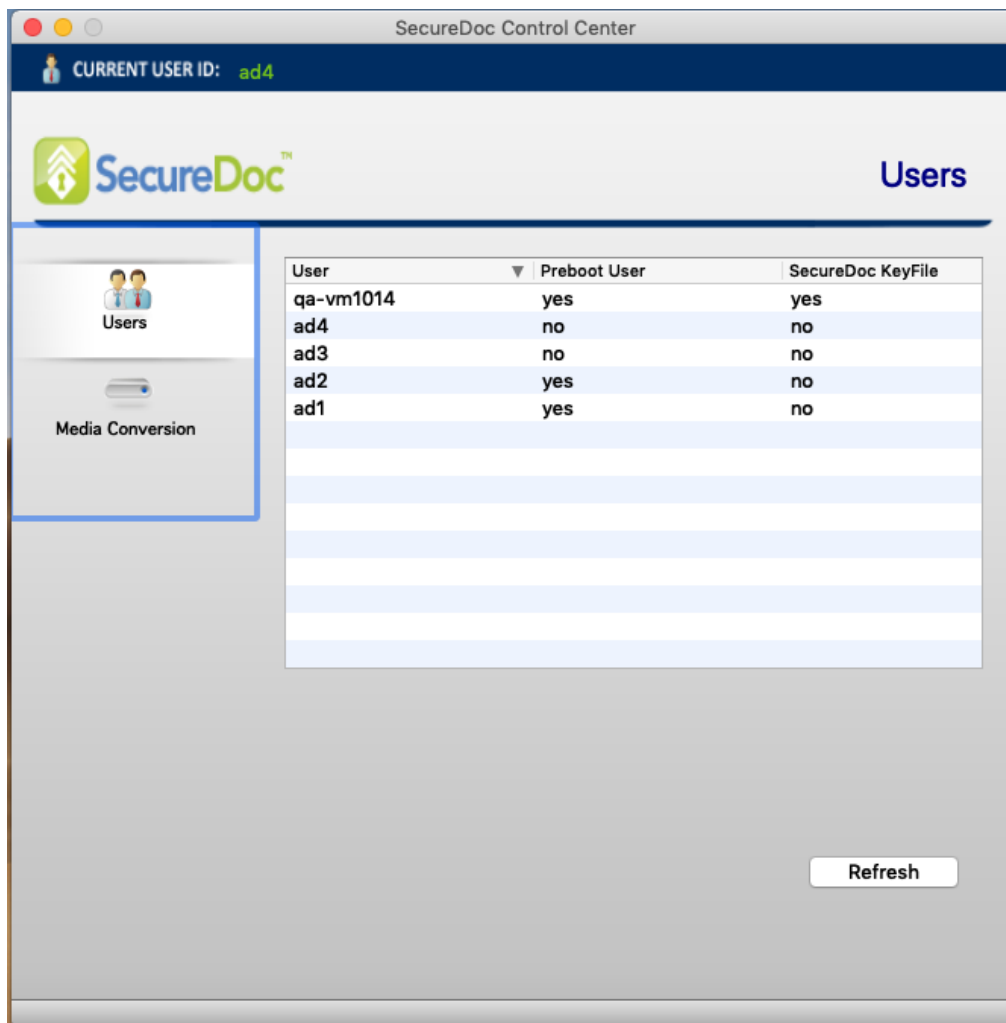 SecureDoc Control Center
CURRENT USER ID: ad4
SecureDoc™
Users
Users
Media Conversion
User ▼ Preboot User SecureDoc KeyFile
qa-vm1014 yes yes
ad4 no no
ad3 no no
ad2 yes no
ad1 yes no
Refresh